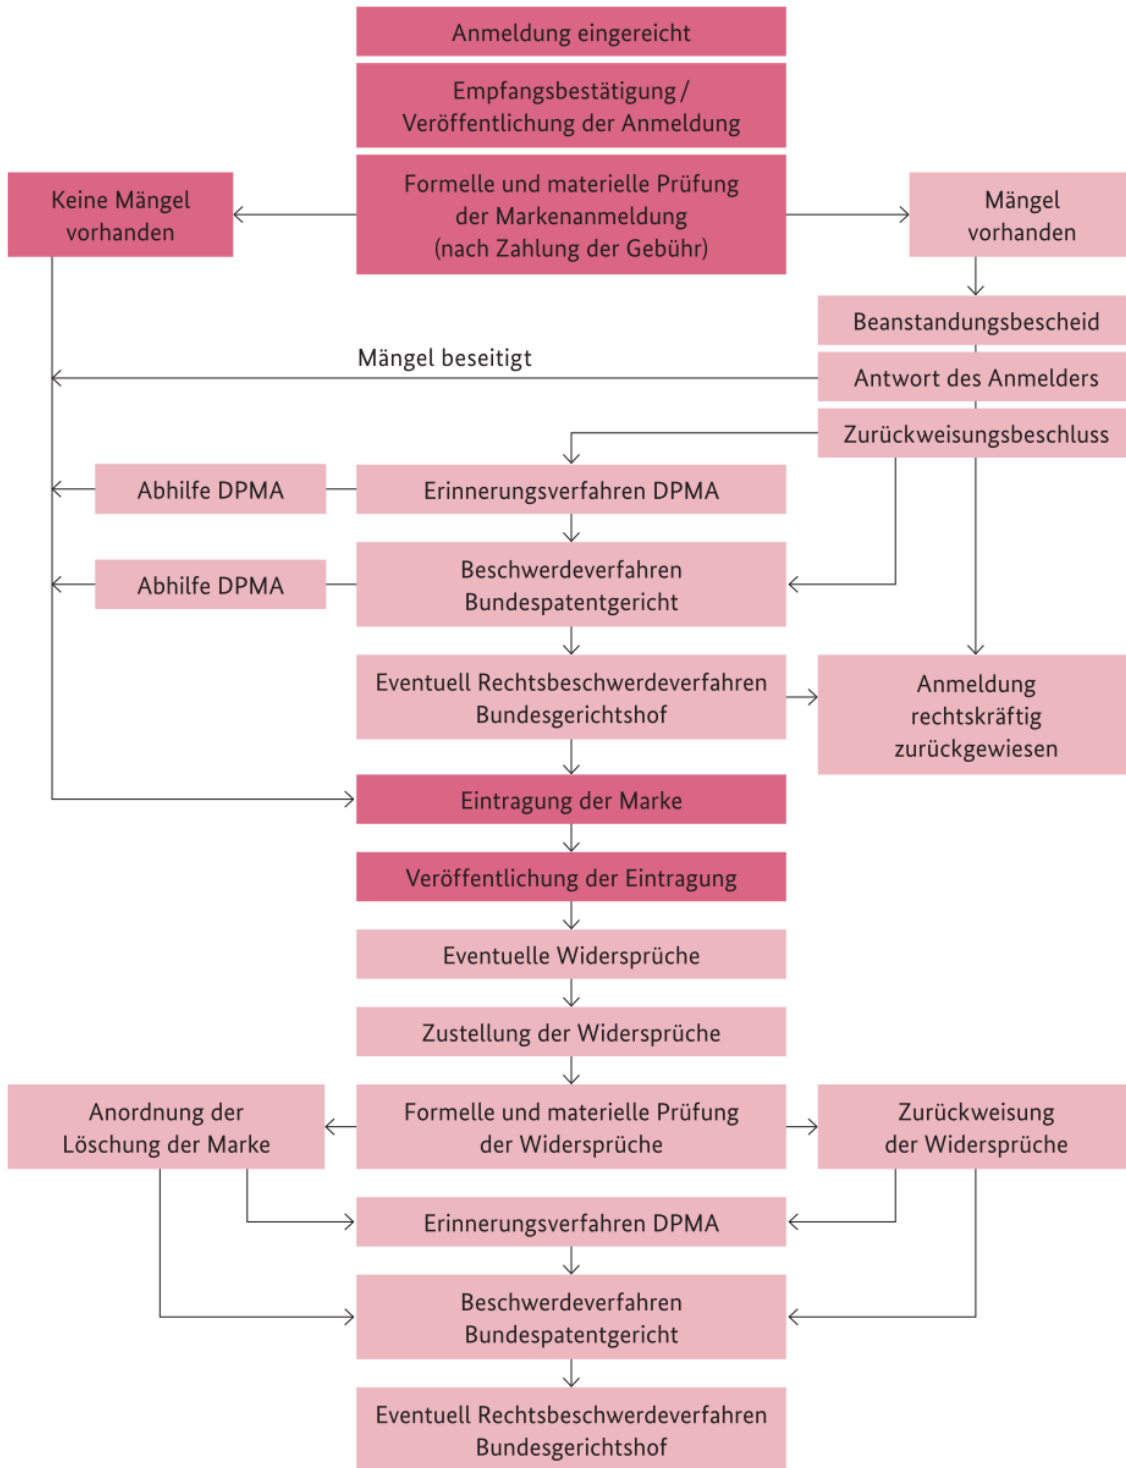 Anmeldung eingereicht
Empfangsbestätigung /
Veröffentlichung der Anmeldung
Keine Mängel
vorhanden
Formelle und materielle Prüfung
der Markenanmeldung
(nach Zahlung der Gebühr)
Mängel
vorhanden
Beanstandungsbescheid
Mängel beseitigt
Antwort des Anmelders
Zurückweisungsbeschluss
Abhilfe DPMA
Erinnerungsverfahren DPMA
Abhilfe DPMA
Beschwerdeverfahren
Bundespatentgericht
Eventuell Rechtsbeschwerdeverfahren
Bundesgerichtshof
Anmeldung
rechtskräftig
zurückgewiesen
Eintragung der Marke
Veröffentlichung der Eintragung
Eventuelle Widersprüche
Zustellung der Widersprüche
Anordnung der
Löschung der Marke
Formelle und materielle Prüfung
der Widersprüche
Zurückweisung
der Widersprüche
Erinnerungsverfahren DPMA
Beschwerdeverfahren
Bundespatentgericht
Eventuell Rechtsbeschwerdeverfahren
Bundesgerichtshof